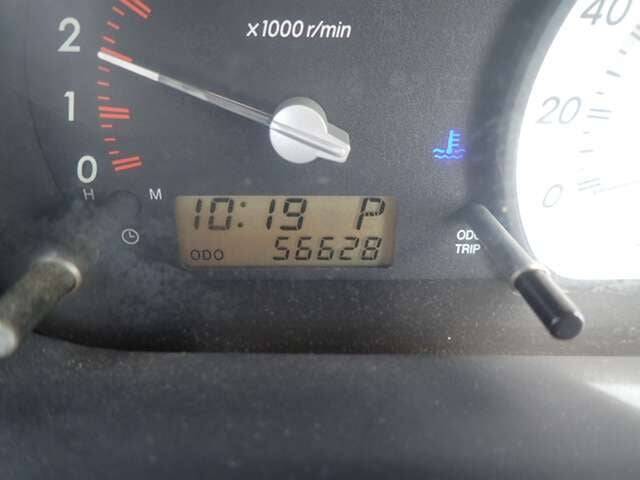 x1000 r/min
2
1
0
40
20
0
H M
10:19 P
ODO 56628
ODO
TRIP